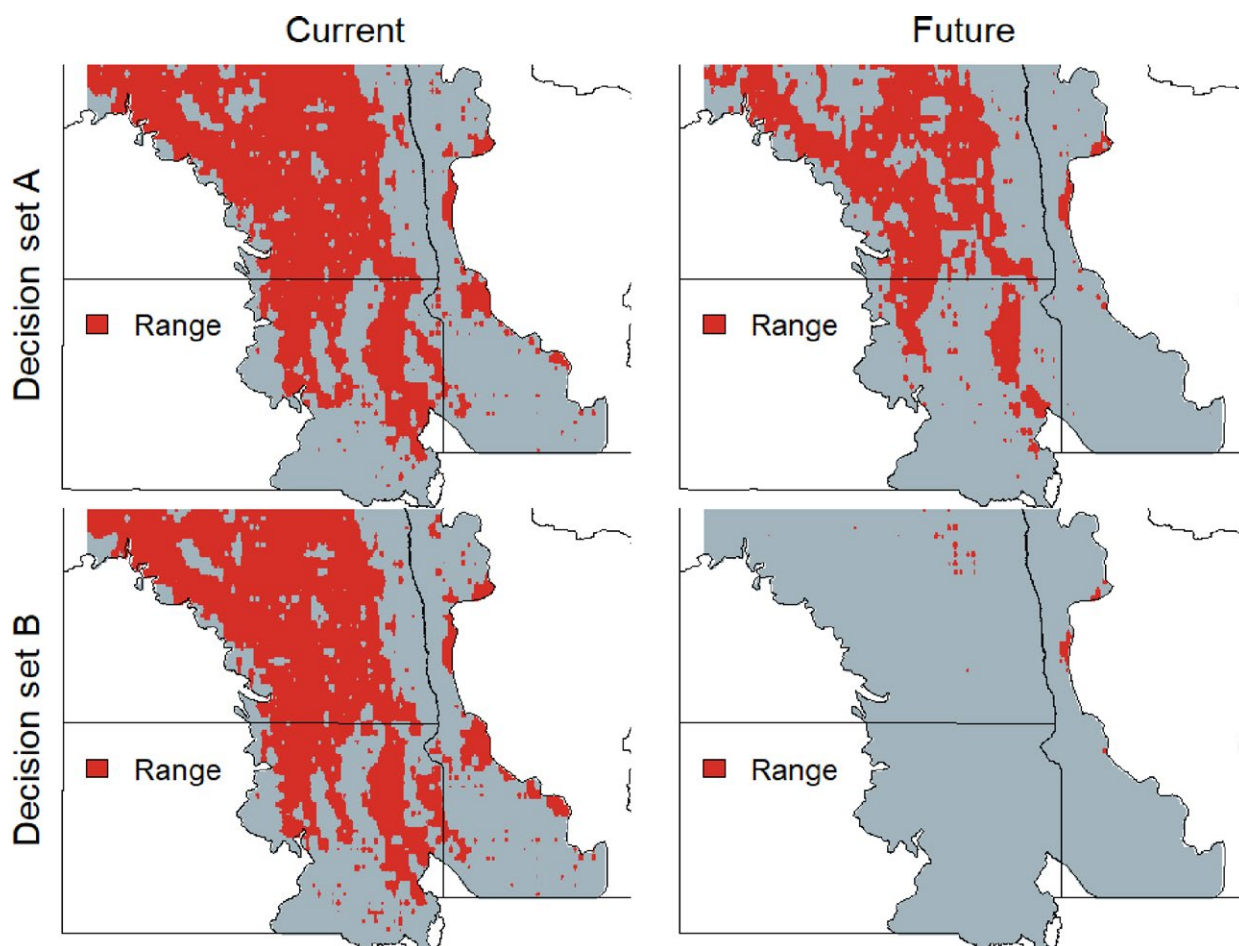 Current
Future
Decision set A
Range
Range
Decision set B
Range
Range